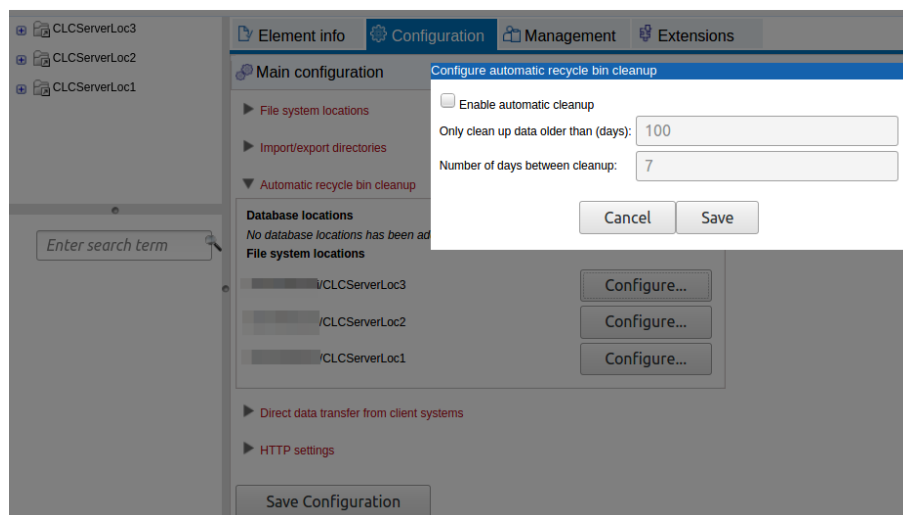 CLCServerLoc3
CLCServerLoc2
CLCServerLoc1
Enter search term
Element info
Configuration
Management
Extensions
Main configuration
File system locations
Import/export directories
Automatic recycle bin cleanup
Database locations
No database locations has been ad
File system locations
/CLCServerLoc3
Configure...
/CLCServerLoc2
Configure...
/CLCServerLoc1
Configure...
Direct data transfer from client systems
HTTP settings
Save Configuration
Configure automatic recycle bin cleanup
Enable automatic cleanup
Only clean up data older than (days): 100
Number of days between cleanup: 7
Cancel
Save